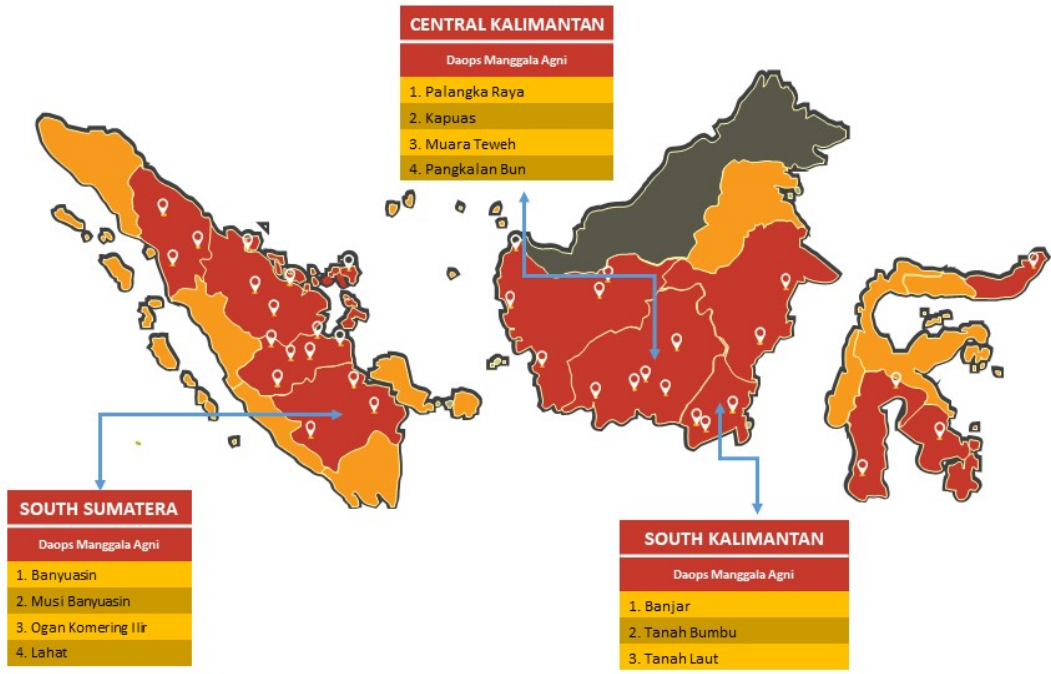 CENTRAL KALIMANTAN
Daops Manggala Agni
1. Palangka Raya
2. Kapuas
3. Muara Teweh
4. Pangkalan Bun
SOUTH SUMATERA
Daops Manggala Agni
1. Banyuasin
2. Musi Banyuasin
3. Ogan Komering Ilir
4. Lahat
SOUTH KALIMANTAN
Daops Manggala Agni
1. Banjar
2. Tanah Bumbu
3. Tanah Laut